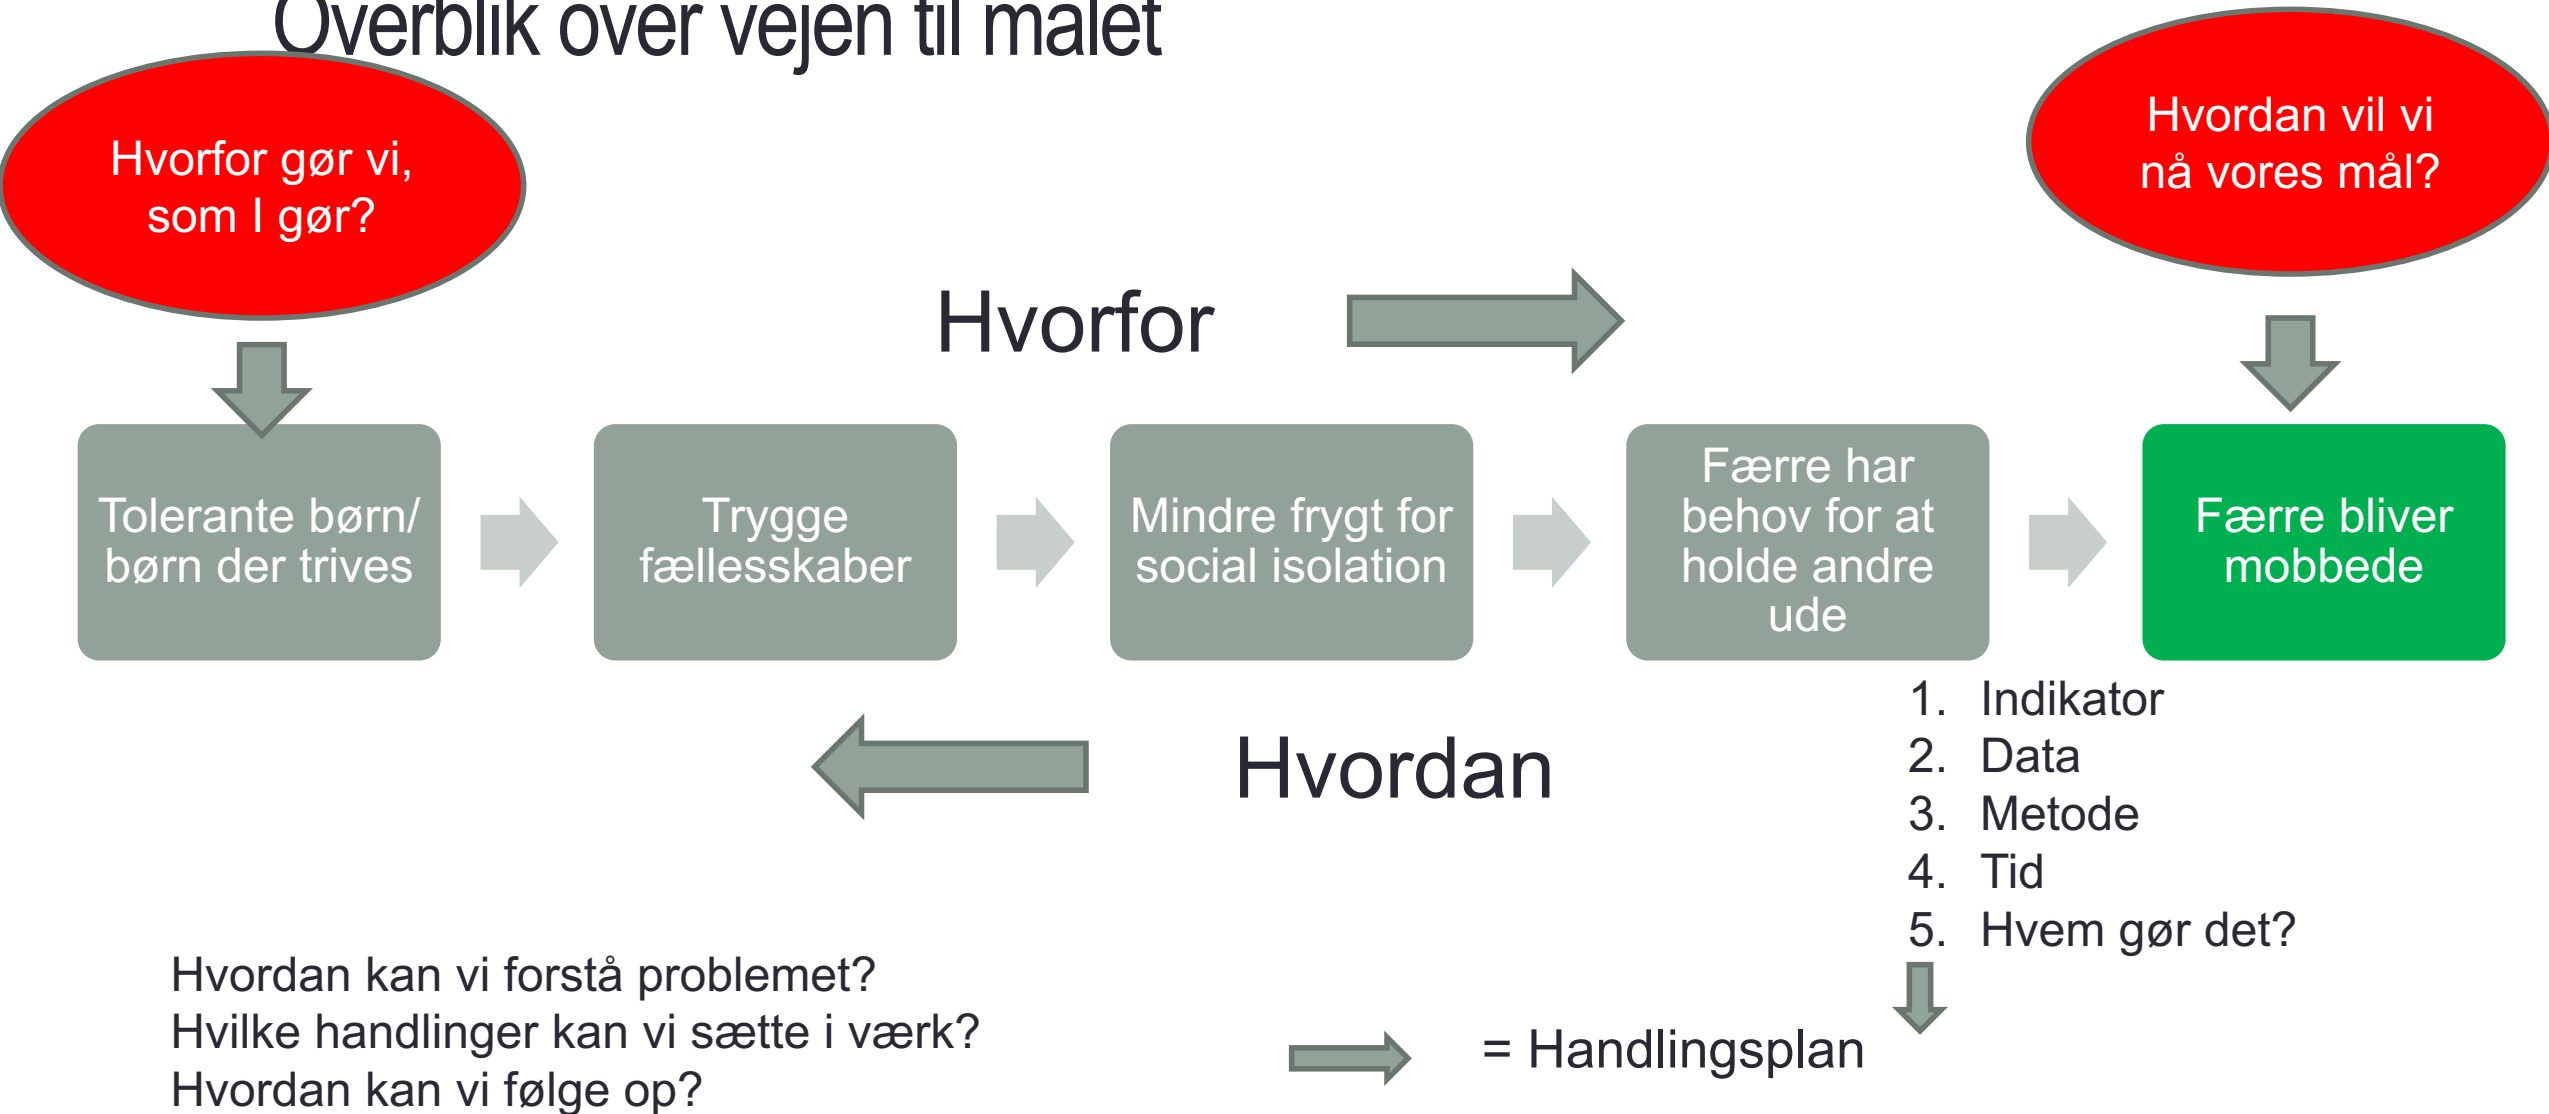 Overblik over vejen til målet
Hvorfor gør vi,
som I gør?
Hvordan vil vi
nå vores mål?
Hvorfor
Tolerante børn/
børn der trives
Trygge
fællesskaber
Mindre frygt for
social isolation
Færre har
behov for at
holde andre
ude
Færre bliver
mobbede
Hvordan
1. Indikator
2. Data
3. Metode
4. Tid
5. Hvem gør det?
Hvordan kan vi forstå problemet?
Hvilke handlinger kan vi sætte i værk?
Hvordan kan vi følge op?
= Handlingsplan